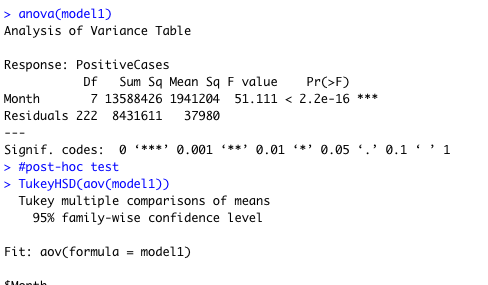 > anova(model1)
Analysis of Variance Table

Response: PositiveCases
           Df   Sum Sq Mean Sq F value    Pr(>F)
Month       7 13588426 1941204  51.111 < 2.2e-16 ***
Residuals 222  8431611   37980
---
Signif. codes:  0 ‘***’ 0.001 ‘**’ 0.01 ‘*’ 0.05 ‘.’ 0.1 ‘ ’ 1
> #post-hoc test
> TukeyHSD(aov(model1))
  Tukey multiple comparisons of means
    95% family-wise confidence level

Fit: aov(formula = model1)

$Month